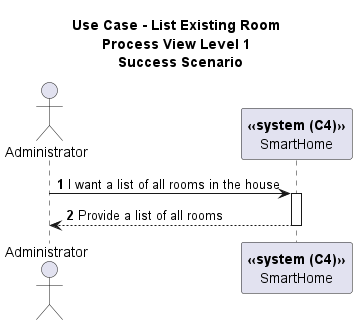 Use Case - List Existing Room
Process View Level 1
Success Scenario
Administrator
«system (C4)»
SmartHome
1 I want a list of all rooms in the house
2 Provide a list of all rooms
Administrator
«system (C4)»
SmartHome